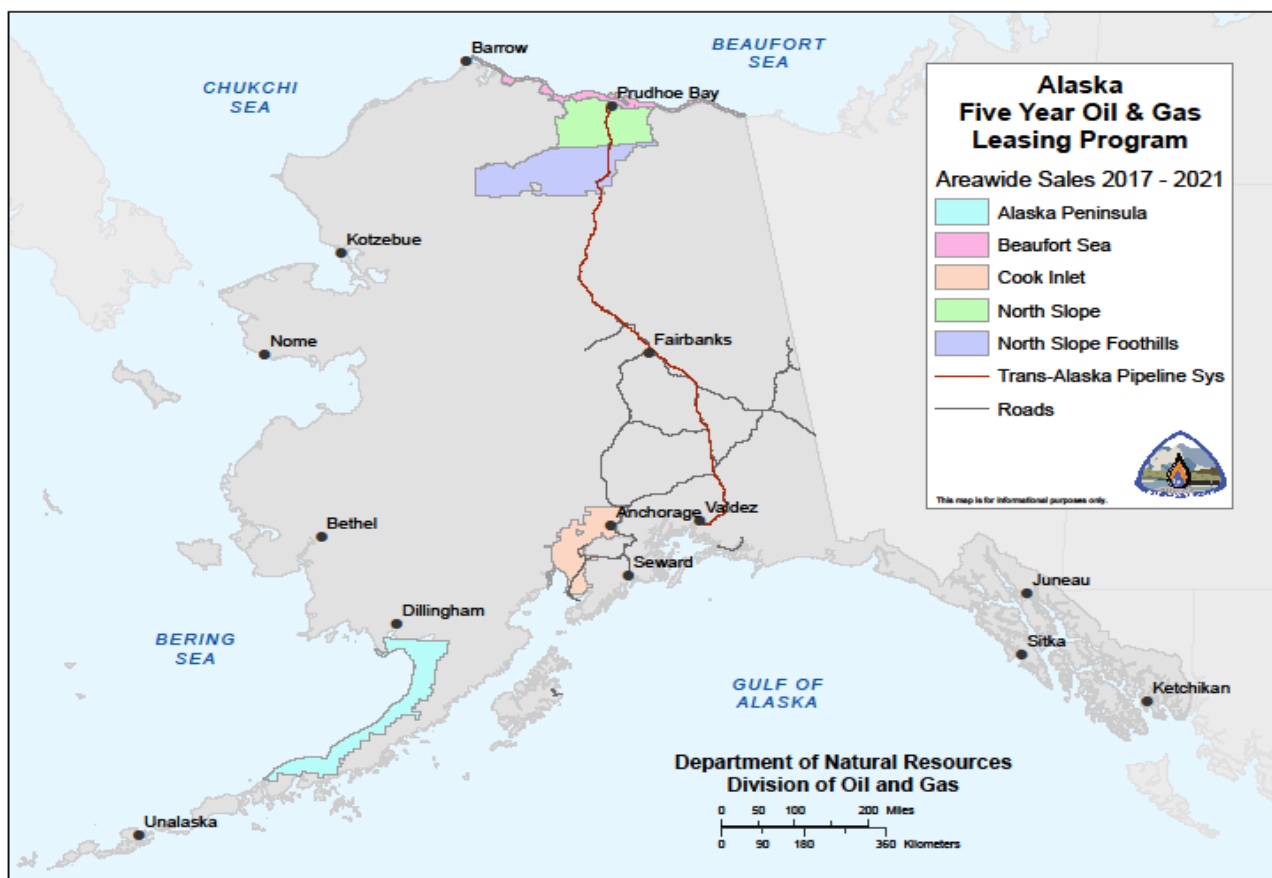 Barrow
BEAUFORT
SEA
CHUKCHI
SEA
Prudhoe Bay
Alaska
Five Year Oil & Gas
Leasing Program
Areawide Sales 2017 - 2021
Alaska Peninsula
Beaufort Sea
Cook Inlet
North Slope
North Slope Foothills
Trans-Alaska Pipeline Sys
Roads
This map is for informational purposes only.
Kotzebue
Nome
Fairbanks
Bethel
Anchorage
Valdez
Seward
Dillingham
Juneau
BERING
SEA
Sitka
GULF OF
ALASKA
Ketchikan
Department of Natural Resources
Division of Oil and Gas
0 50 100 200 Miles
0 90 180 360 Kilometers
Unalaska